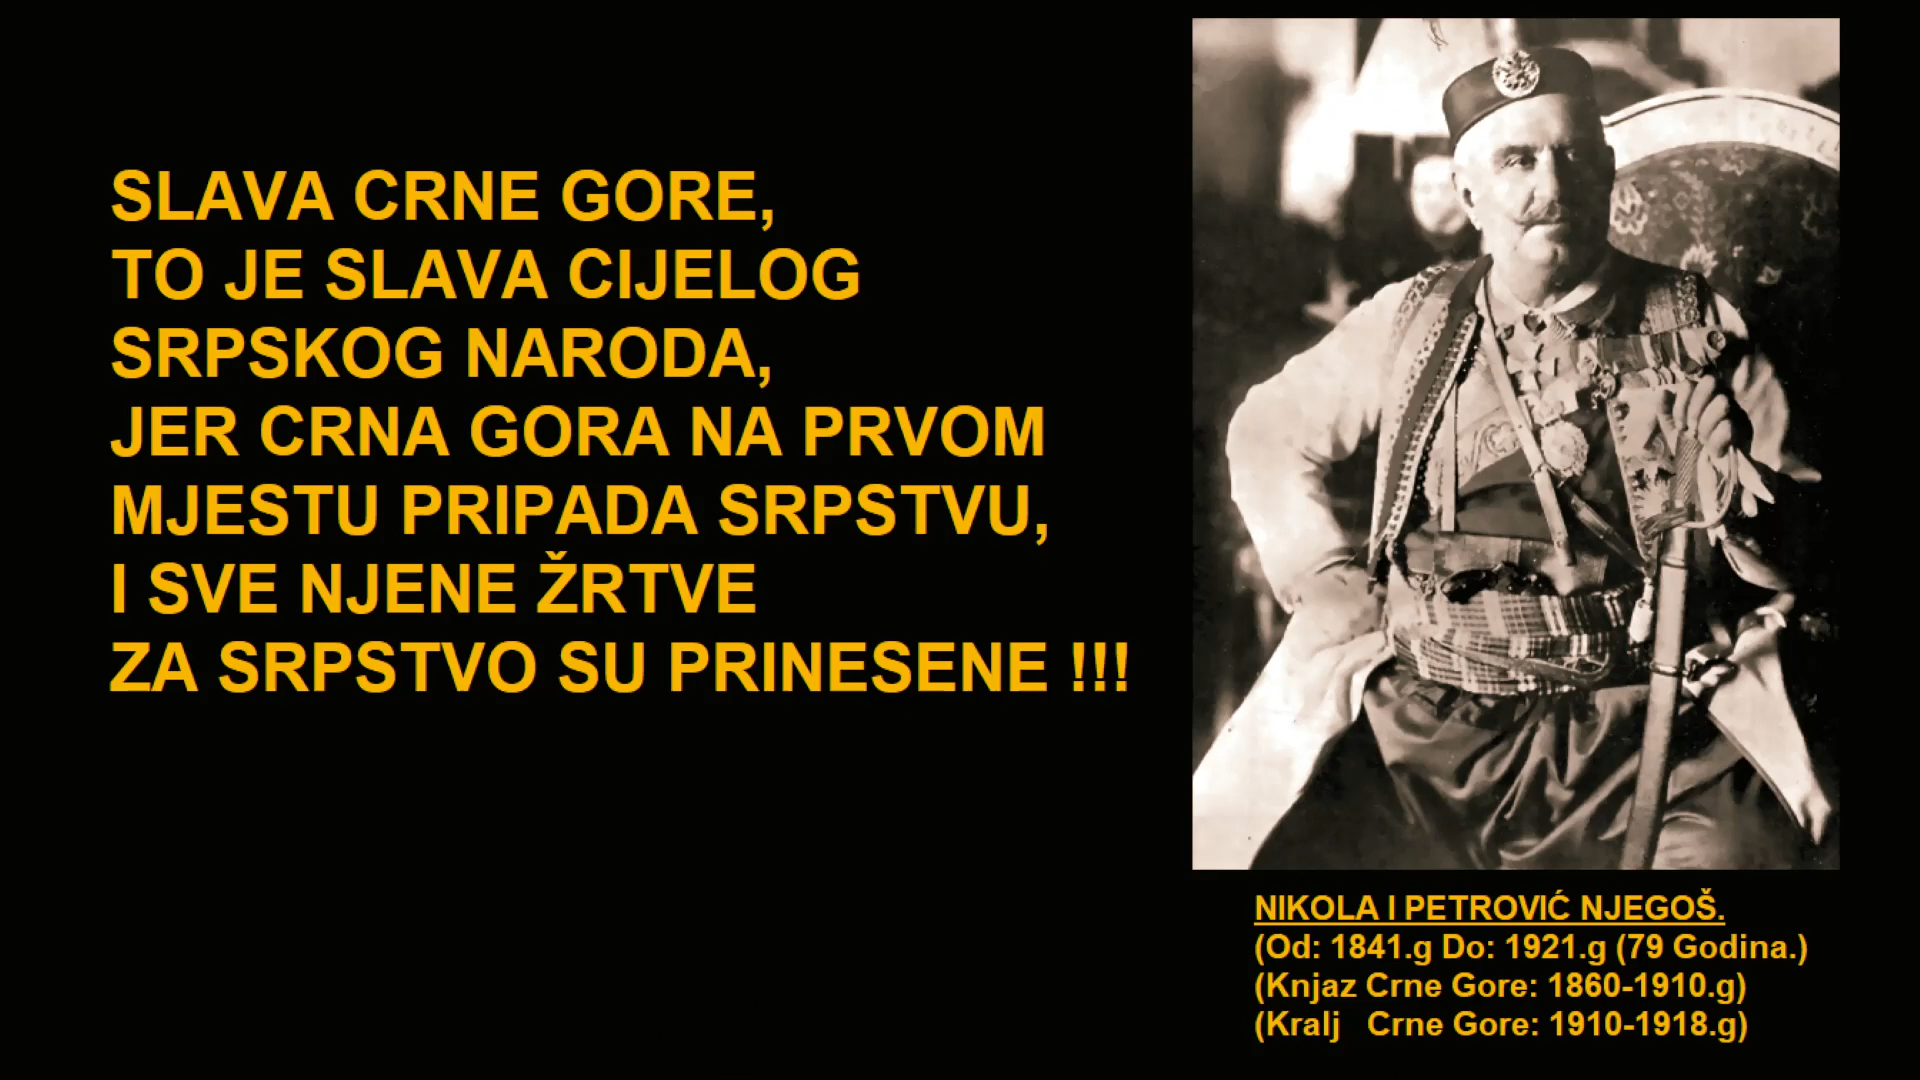 SLAVA CRNE GORE,
TO JE SLAVA CIJELOG
SRPSKOG NARODA,
JER CRNA GORA NA PRVOM
MJESTU PRIPADA SRPSTVU,
I SVE NJENE ŽRTVE
ZA SRPSTVO SU PRINESENE !!!
NIKOLA I PETROVIĆ NJEGOŠ.
(Od: 1841.g Do: 1921.g (79 Godina.)
(Knjaz Crne Gore: 1860-1910.g)
(Kralj Crne Gore: 1910-1918.g)